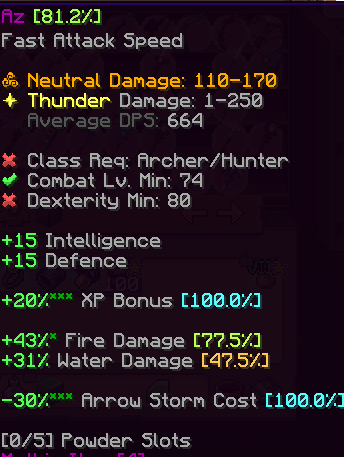 Az [81.2%]
Fast Attack Speed
Neutral Damage: 110-170
Thunder Damage: 1-250
Average DPS: 664
Class Req: Archer/Hunter
Combat Lv. Min: 74
Dexterity Min: 80
+15 Intelligence
+15 Defence
+20%*** XP Bonus [100.0%]
+43%* Fire Damage [77.5%]
+31% Water Damage [47.5%]
-30%*** Arrow Storm Cost [100.0%]
[0/5] Powder Slots